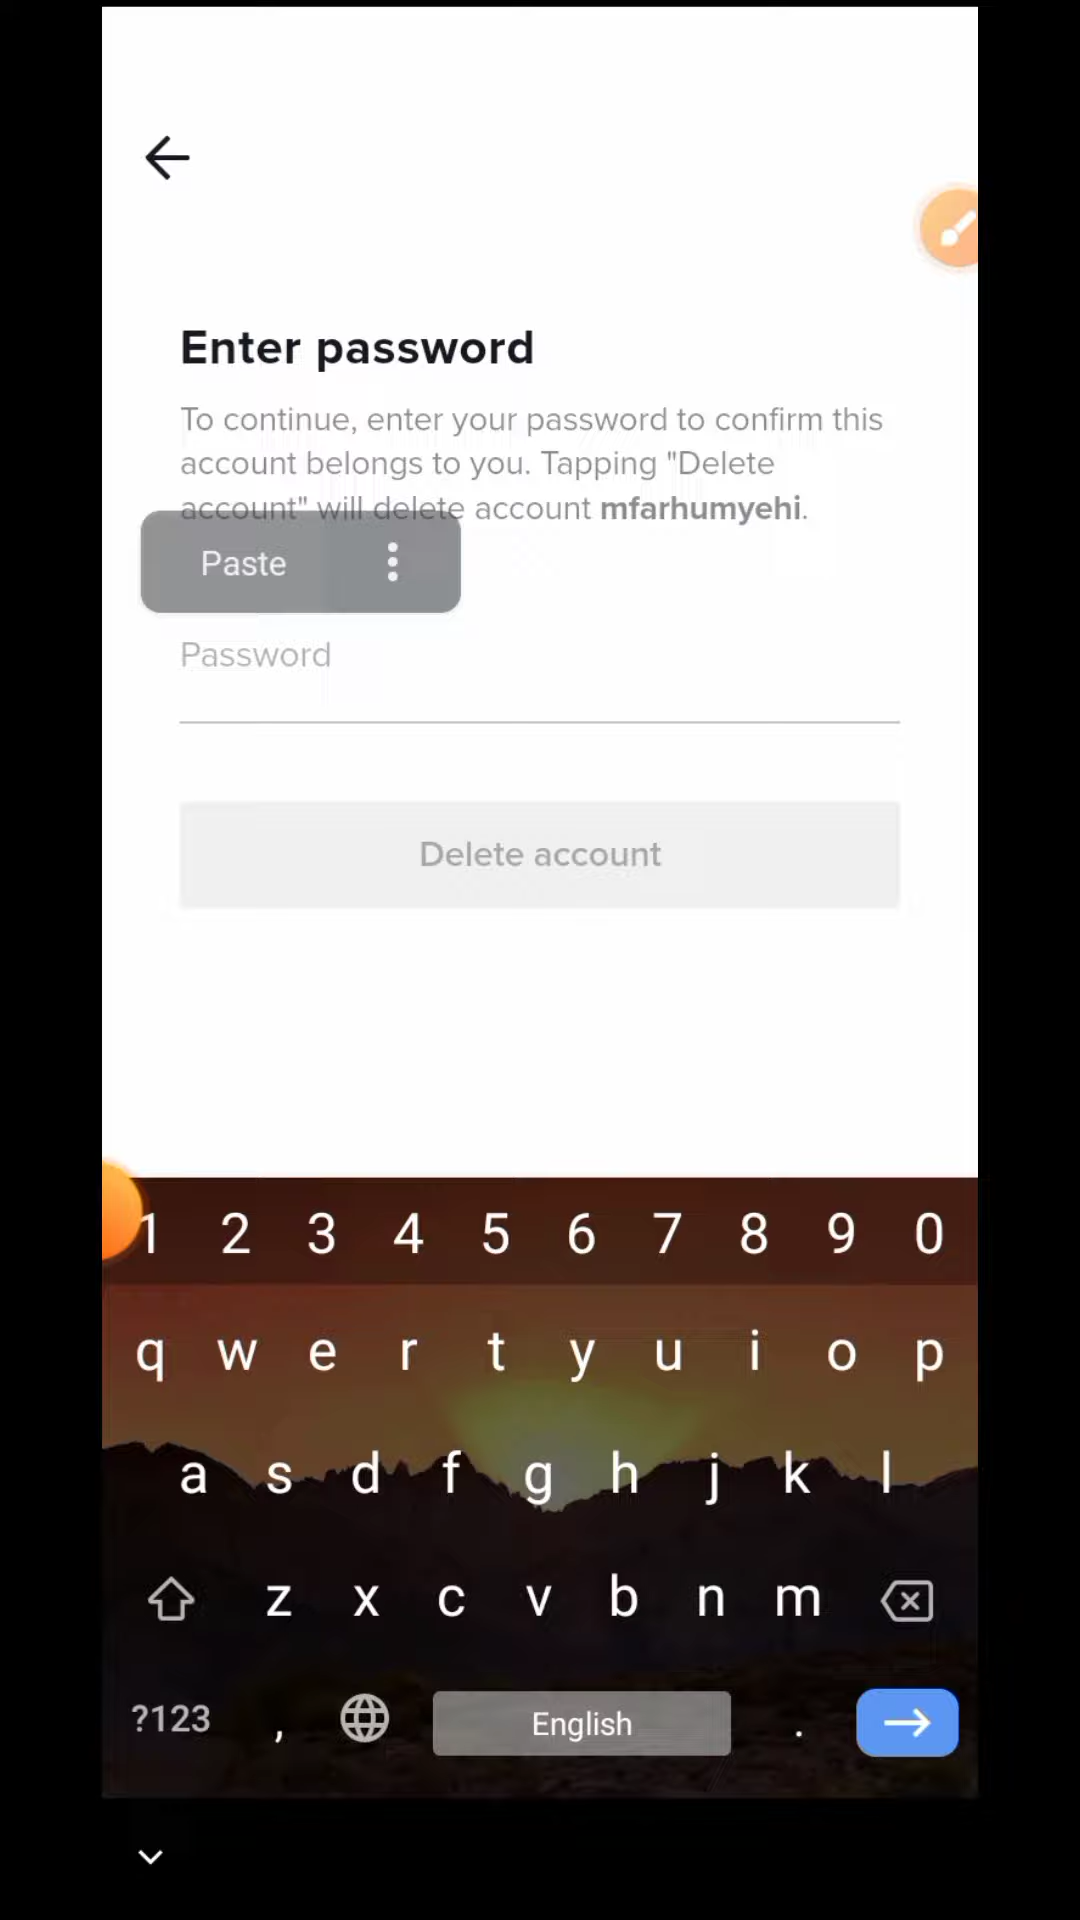 Enter password
To continue, enter your password to confirm this
account belongs to you. Tapping "Delete
account" will delete account mfarhumyehi.
Paste
Password
Delete account
1 2 3 4 5 6 7 8 9 0
q w e r t y u i o p
a s d f g h j k l
z x c v b n m
?123 , English .